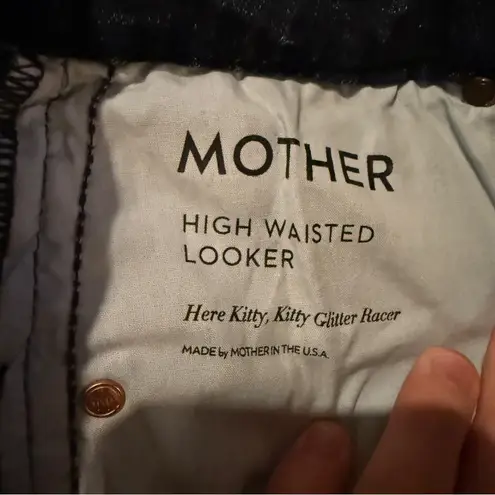 MOTHER
HIGH WAISTED
LOOKER
Here Kitty, Kitty Glitter Racer
MADE by MOTHER IN THE U.S.A.